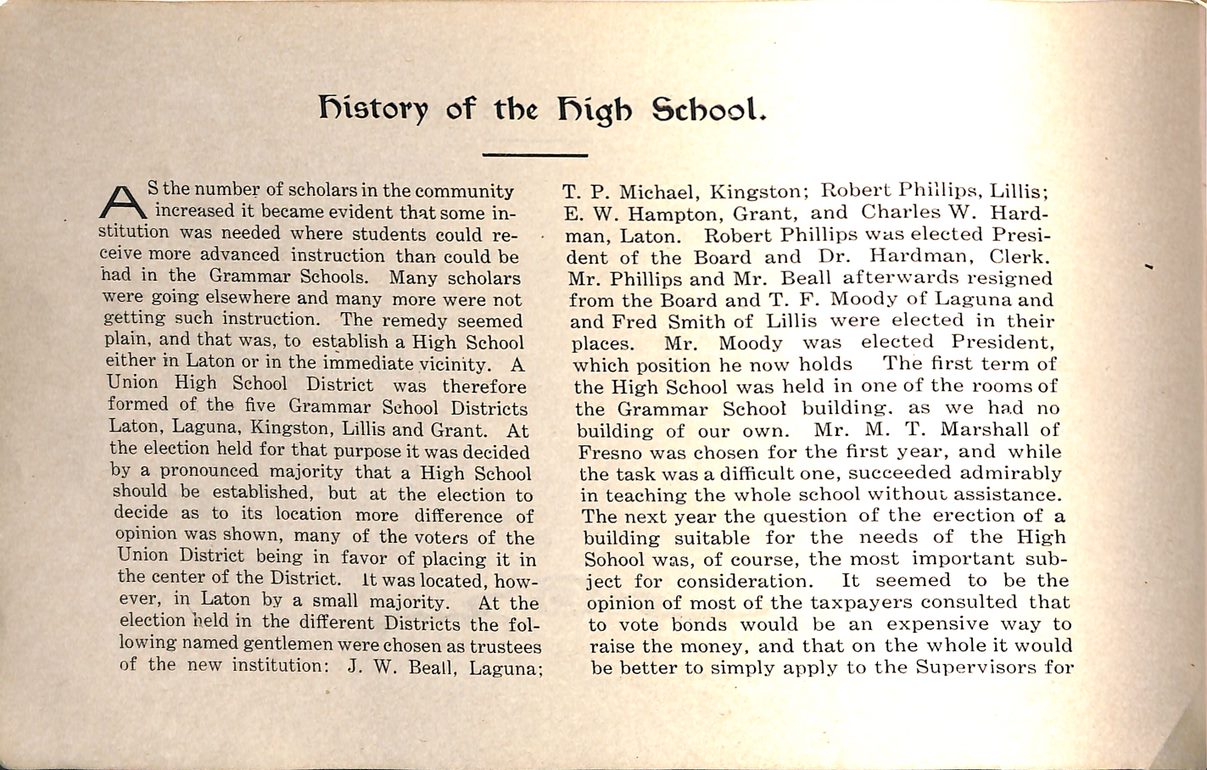 History of the High School.
AS the number of scholars in the community
increased it became evident that some in-
stitution was needed where students could re-
ceive more advanced instruction than could be
had in the Grammar Schools. Many scholars
were going elsewhere and many more were not
getting such instruction. The remedy seemed
plain, and that was, to establish a High School
either in Laton or in the immediate vicinity. A
Union High School District was therefore
formed of the five Grammar School Districts
Laton, Laguna, Kingston, Lillis and Grant. At
the election held for that purpose it was decided
by a pronounced majority that a High School
should be established, but at the election to
decide as to its location more difference of
opinion was shown, many of the voters of the
Union District being in favor of placing it in
the center of the District. It was located, how-
ever, in Laton by a small majority. At the
election held in the different Districts the fol-
lowing named gentlemen were chosen as trustees
of the new institution: J. W. Beall, Laguna;
T. P. Michael, Kingston; Robert Phillips, Lillis;
E. W. Hampton, Grant, and Charles W. Hard-
man, Laton. Robert Phillips was elected Presi-
dent of the Board and Dr. Hardman, Clerk.
Mr. Phillips and Mr. Beall afterwards resigned
from the Board and T. F. Moody of Laguna and
and Fred Smith of Lillis were elected in their
places. Mr. Moody was elected President,
which position he now holds The first term of
the High School was held in one of the rooms of
the Grammar School building. as we had no
building of our own. Mr. M. T. Marshall of
Fresno was chosen for the first year, and while
the task was a difficult one, succeeded admirably
in teaching the whole school without assistance.
The next year the question of the erection of a
building suitable for the needs of the High
Sohool was, of course, the most important sub-
ject for consideration. It seemed to be the
opinion of most of the taxpayers consulted that
to vote bonds would be an expensive way to
raise the money, and that on the whole it would
be better to simply apply to the Supervisors for